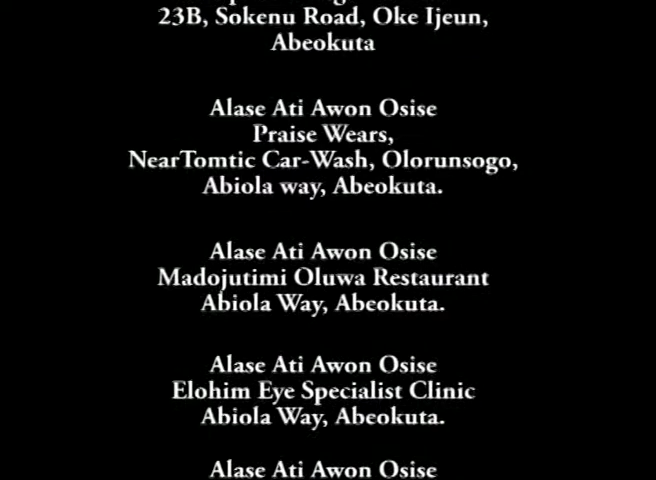 23B, Sokenu Road, Oke Ijeun,
Abeokuta
Alase Ati Awon Osise
Praise Wears,
NearTomtic Car-Wash, Olorunsogo,
Abiola way, Abeokuta.
Alase Ati Awon Osise
Madojutimi Oluwa Restaurant
Abiola Way, Abeokuta.
Alase Ati Awon Osise
Elohim Eye Specialist Clinic
Abiola Way, Abeokuta.
Alase Ati Awon Osise